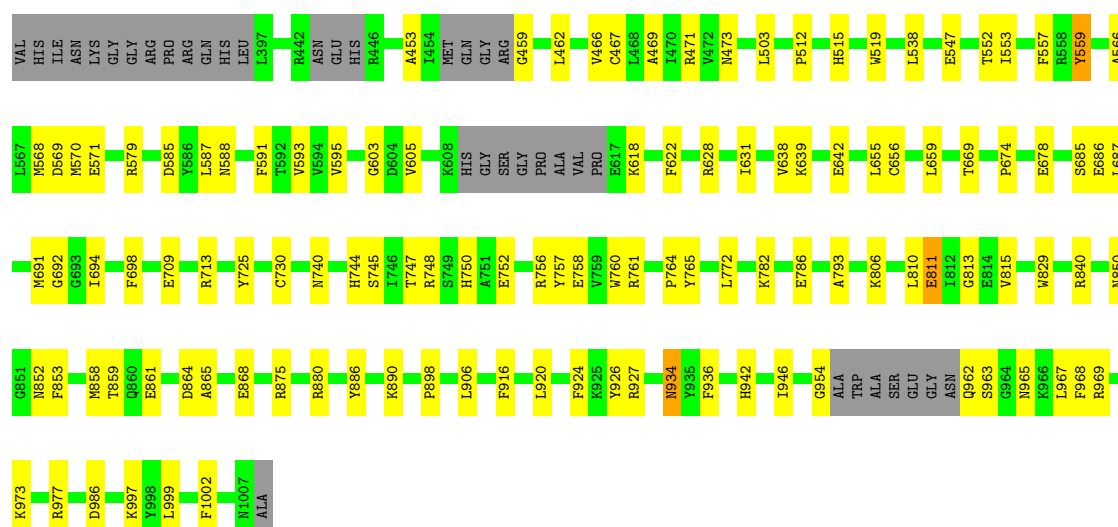 VAL HIS ILE ASN LYS GLY GLY ARG PRO ARG GLN HIS LEU L397 R442 ASN GLU HIS R446 A453 I454 MET GLN GLY ARG G459 L462 V466 C467 L468 A469 I470 R471 V472 N473 L503 P512 H515 W519 L538 E547 T552 I553 F557 R558 Y559 A566
L567 M568 D569 M570 E571 R579 D585 Y586 L587 N588 F591 T592 V593 V594 V595 G603 D604 V605 K608 HIS GLY SER GLY PRO ALA VAL PRO E617 K618 F622 R628 I631 V638 K639 E642 L655 C656 L659 T669 P674 E678 S685 E686 L687
M691 G692 G693 I694 F698 E709 R713 Y725 C730 N740 H744 S745 I746 T747 R748 S749 H750 A751 E752 R756 Y757 E758 V759 W760 R761 P764 Y765 L772 K782 E786 A793 K806 L810 E811 I812 G813 E814 V815 W829 R840 N850
G851 N852 F853 M858 T859 Q860 E861 D864 A865 E868 R875 R880 Y886 K890 P898 L906 F916 L920 F924 K925 Y926 R927 N934 Y935 F936 H942 I946 G954 ALA TRP ALA SER GLU GLY ASN Q962 S963 G964 N965 K966 L967 F968 R969
K973 R977 D986 K997 Y998 L999 F1002 N1007 ALA